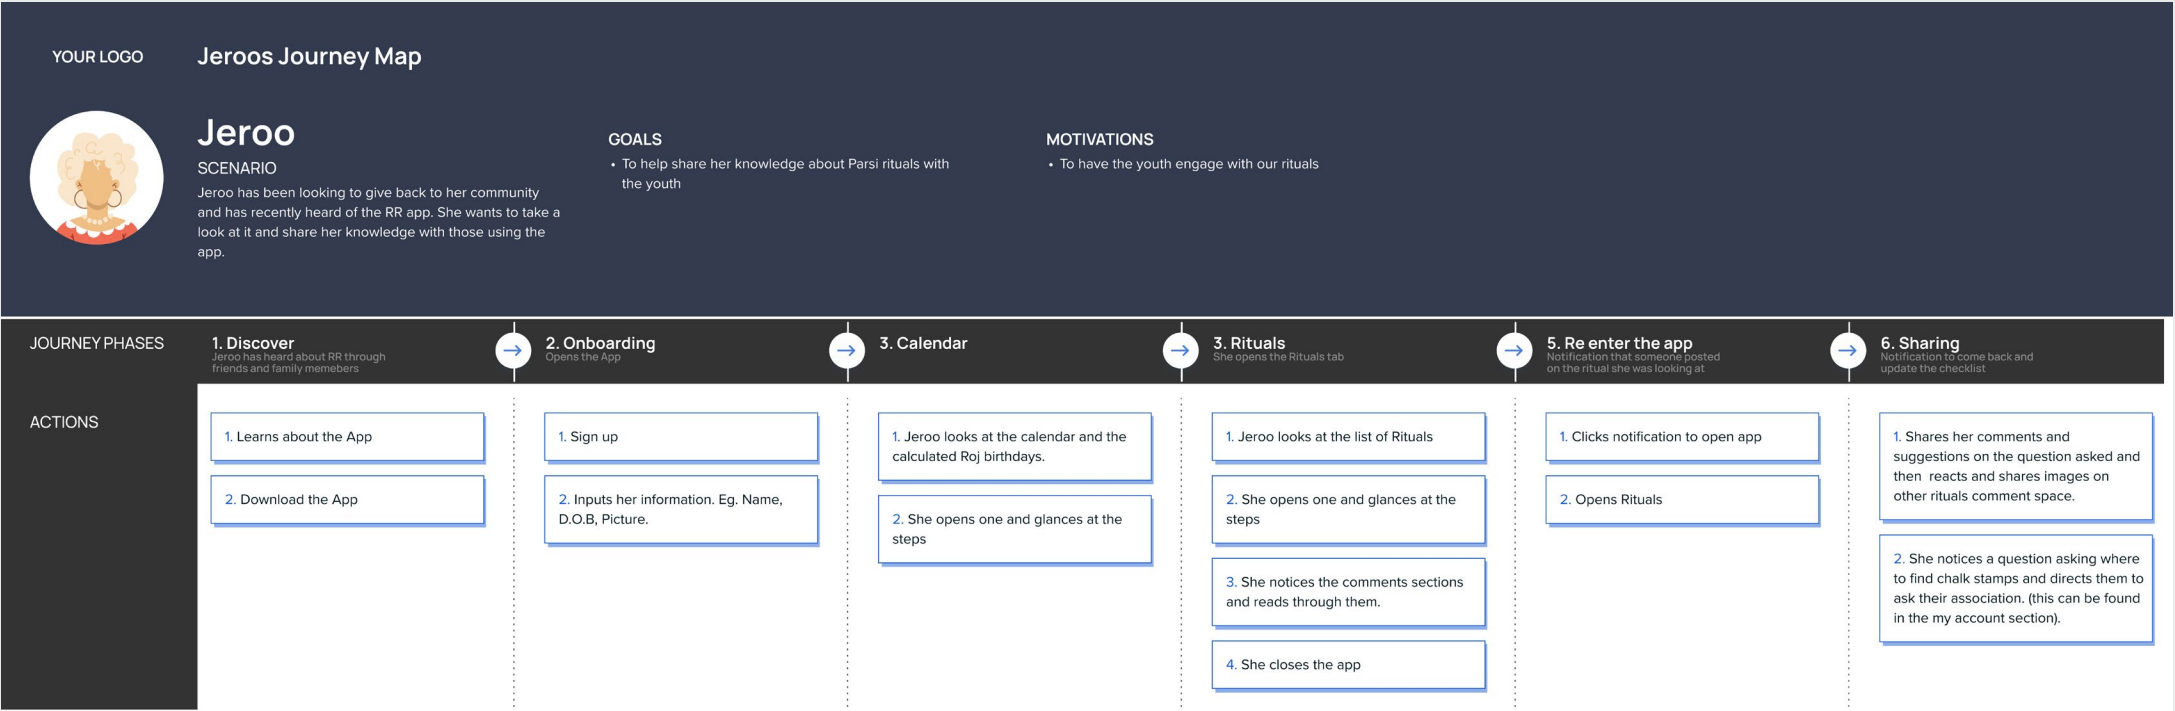 YOUR LOGO
Jeroos Journey Map
Jeroo
SCENARIO
Jeroo has been looking to give back to her community
and has recently heard of the RR app. She wants to take a
look at it and share her knowledge with those using the
app.
GOALS
• To help share her knowledge about Parsi rituals with
the youth
MOTIVATIONS
• To have the youth engage with our rituals
JOURNEY PHASES
1. Discover
Jeroo has heard about RR through
friends and family memebers
2. Onboarding
Opens the App
3. Calendar
3. Rituals
She opens the Rituals tab
5. Re enter the app
Notification that someone posted
on the ritual she was looking at
6. Sharing
Notification to come back and
update the checklist
ACTIONS
1. Learns about the App
2. Download the App
1. Sign up
2. Inputs her information. Eg. Name,
D.O.B, Picture.
1. Jeroo looks at the calendar and the
calculated Roj birthdays.
2. She opens one and glances at the
steps
1. Jeroo looks at the list of Rituals
2. She opens one and glances at the
steps
3. She notices the comments sections
and reads through them.
4. She closes the app
1. Clicks notification to open app
2. Opens Rituals
1. Shares her comments and
suggestions on the question asked and
then  reacts and shares images on
other rituals comment space.
2. She notices a question asking where
to find chalk stamps and directs them to
ask their association. (this can be found
in the my account section).